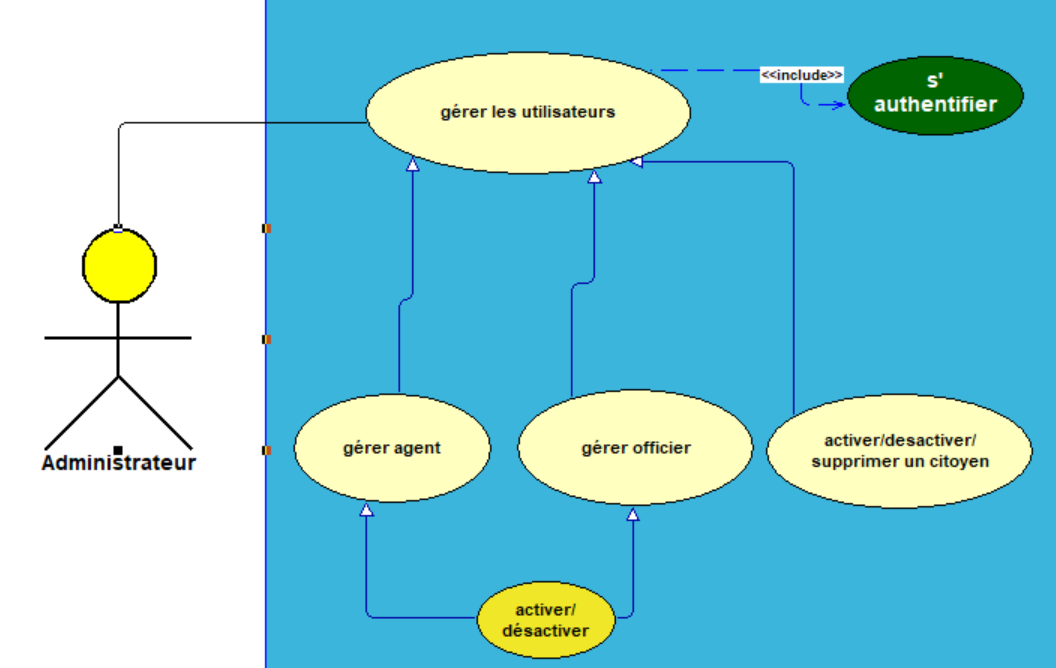 gérer les utilisateurs
<<include>>
s'
authentifier
Administrateur
gérer agent
gérer officier
activer/desactiver/
supprimer un citoyen
activer/
désactiver